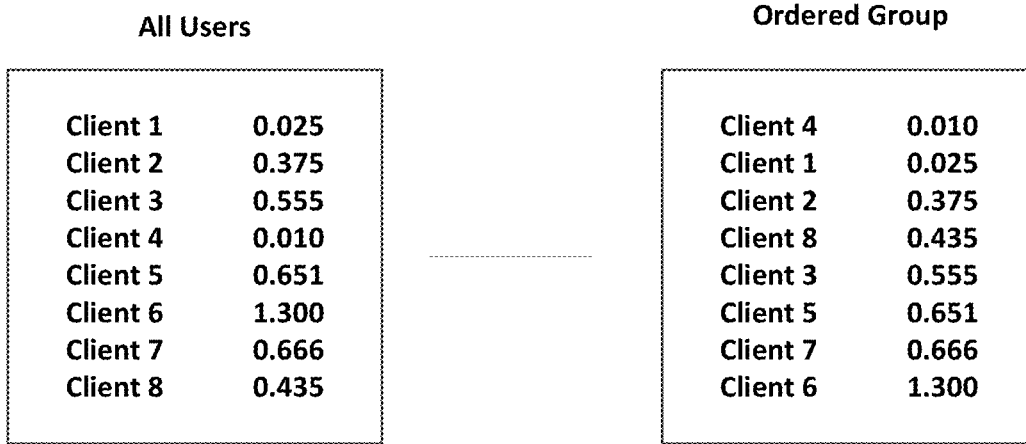 All Users
Client 1 0.025
Client 2 0.375
Client 3 0.555
Client 4 0.010
Client 5 0.651
Client 6 1.300
Client 7 0.666
Client 8 0.435
Ordered Group
Client 4 0.010
Client 1 0.025
Client 2 0.375
Client 8 0.435
Client 3 0.555
Client 5 0.651
Client 7 0.666
Client 6 1.300